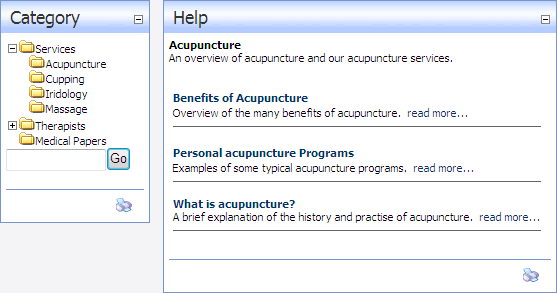 Category
Services
Acupuncture
Cupping
Iridology
Massage
Therapists
Medical Papers
Go
Help
Acupuncture
An overview of acupuncture and our acupuncture services.
Benefits of Acupuncture
Overview of the many benefits of acupuncture. read more...
Personal acupuncture Programs
Examples of some typical acupuncture programs. read more...
What is acupuncture?
A brief explanation of the history and practise of acupuncture. read more...